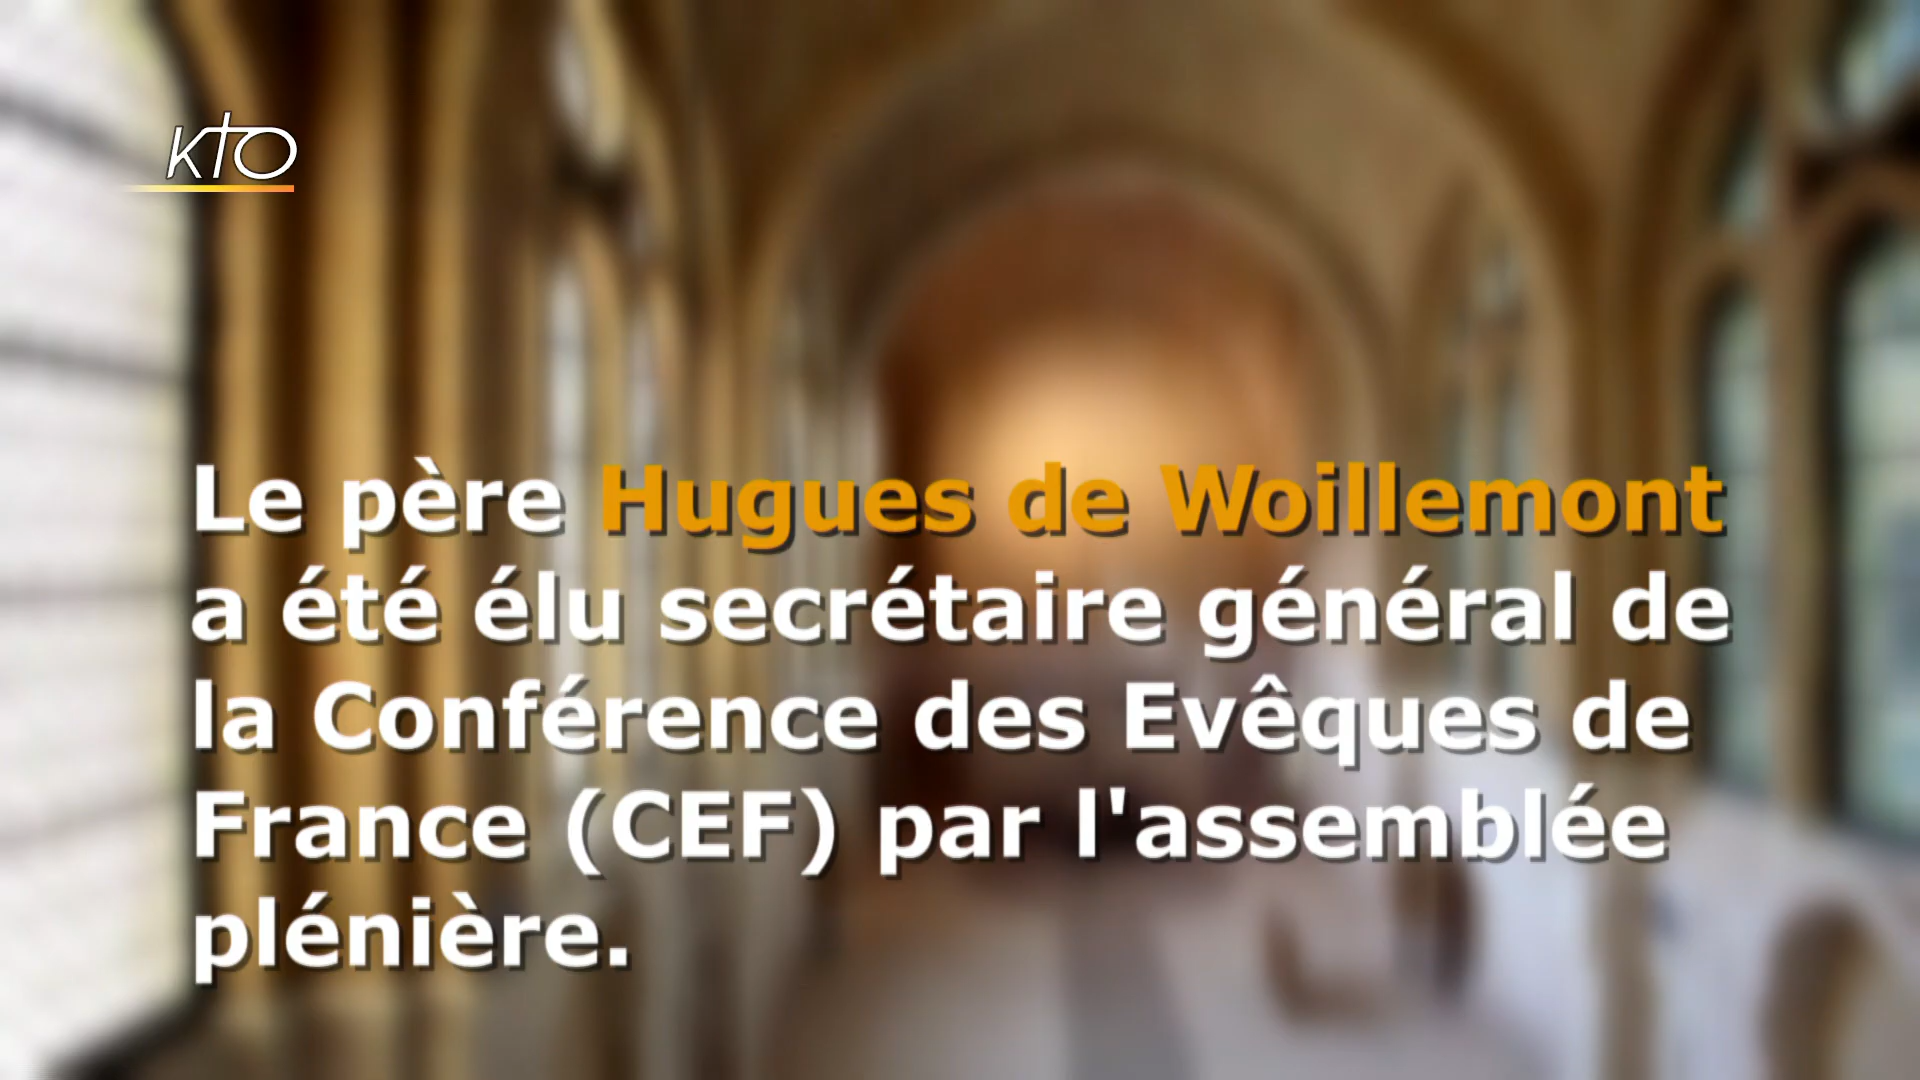 KTO
Le père Hugues de Woillemont
a été élu secrétaire général de
la Conférence des Evêques de
France (CEF) par l'assemblée
plénière.